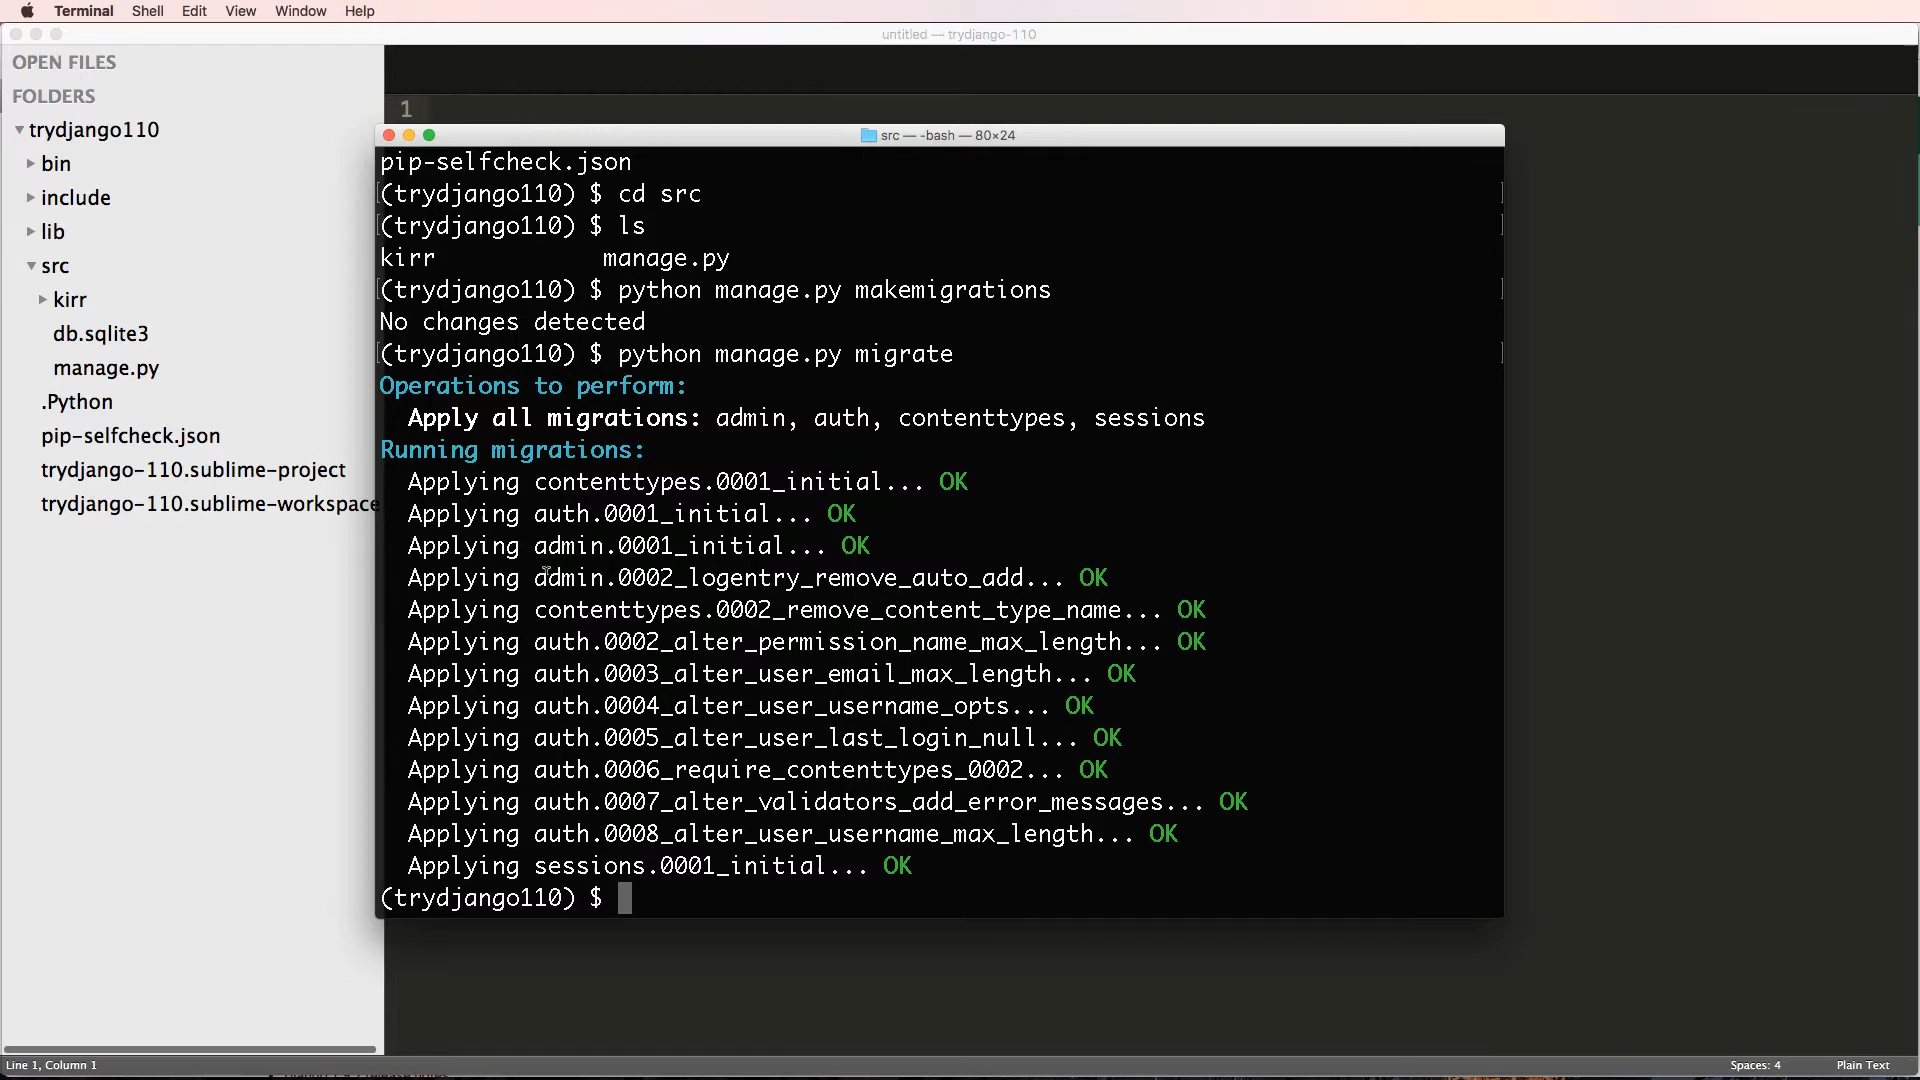 Terminal Shell Edit View Window Help
untitled — trydjango-110
OPEN FILES
FOLDERS
trydjango110
bin
include
lib
src
kirr
db.sqlite3
manage.py
.Python
pip-selfcheck.json
trydjango-110.sublime-project
trydjango-110.sublime-workspace
1
src — -bash — 80×24
pip-selfcheck.json
(trydjango110) $ cd src
(trydjango110) $ ls
kirr manage.py
(trydjango110) $ python manage.py makemigrations
No changes detected
(trydjango110) $ python manage.py migrate
Operations to perform:
Apply all migrations: admin, auth, contenttypes, sessions
Running migrations:
Applying contenttypes.0001_initial... OK
Applying auth.0001_initial... OK
Applying admin.0001_initial... OK
Applying admin.0002_logentry_remove_auto_add... OK
Applying contenttypes.0002_remove_content_type_name... OK
Applying auth.0002_alter_permission_name_max_length... OK
Applying auth.0003_alter_user_email_max_length... OK
Applying auth.0004_alter_user_username_opts... OK
Applying auth.0005_alter_user_last_login_null... OK
Applying auth.0006_require_contenttypes_0002... OK
Applying auth.0007_alter_validators_add_error_messages... OK
Applying auth.0008_alter_user_username_max_length... OK
Applying sessions.0001_initial... OK
(trydjango110) $
Line 1, Column 1
Spaces: 4
Plain Text